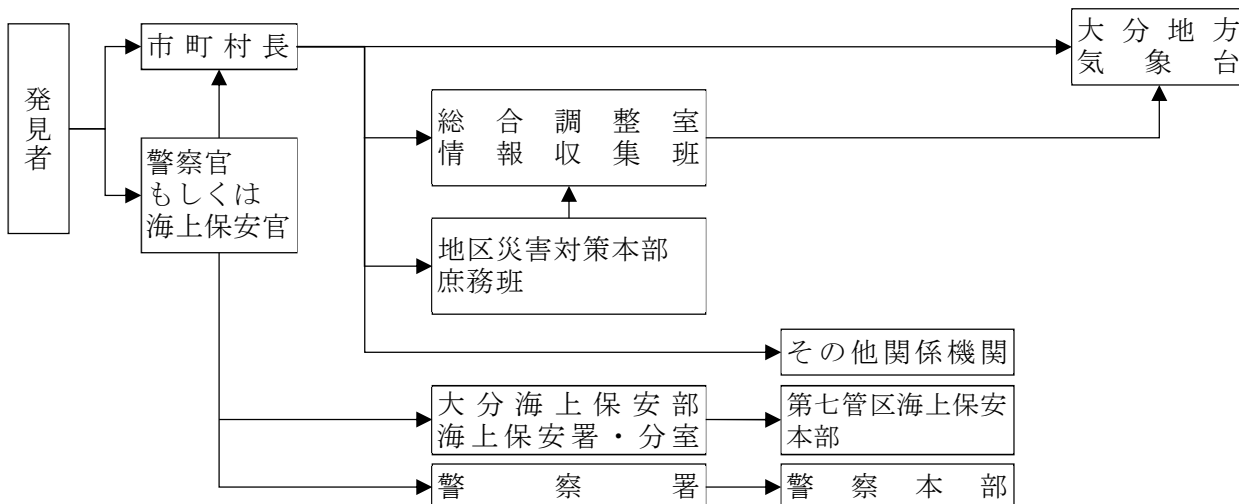 発見者
市町村長
警察官
もしくは
海上保安官
総合調整室
情報収集班
地区災害対策本部
庶務班
大分地方
気象台
その他関係機関
大分海上保安部
海上保安署・分室
第七管区海上保安
本部
警察署
警察本部